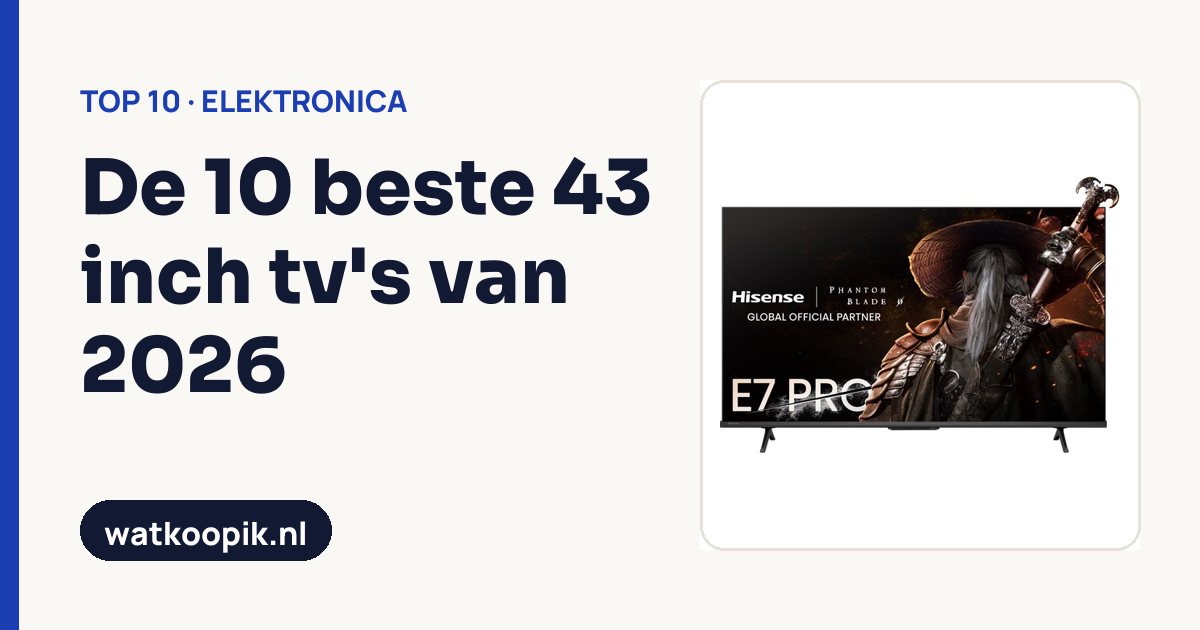 TOP 10 · ELEKTRONICA
De 10 beste 43
inch tv's van
2026
watkoopik.nl
Hisense
PHANTOM
BLADE 0
GLOBAL OFFICIAL PARTNER
E7 PRO